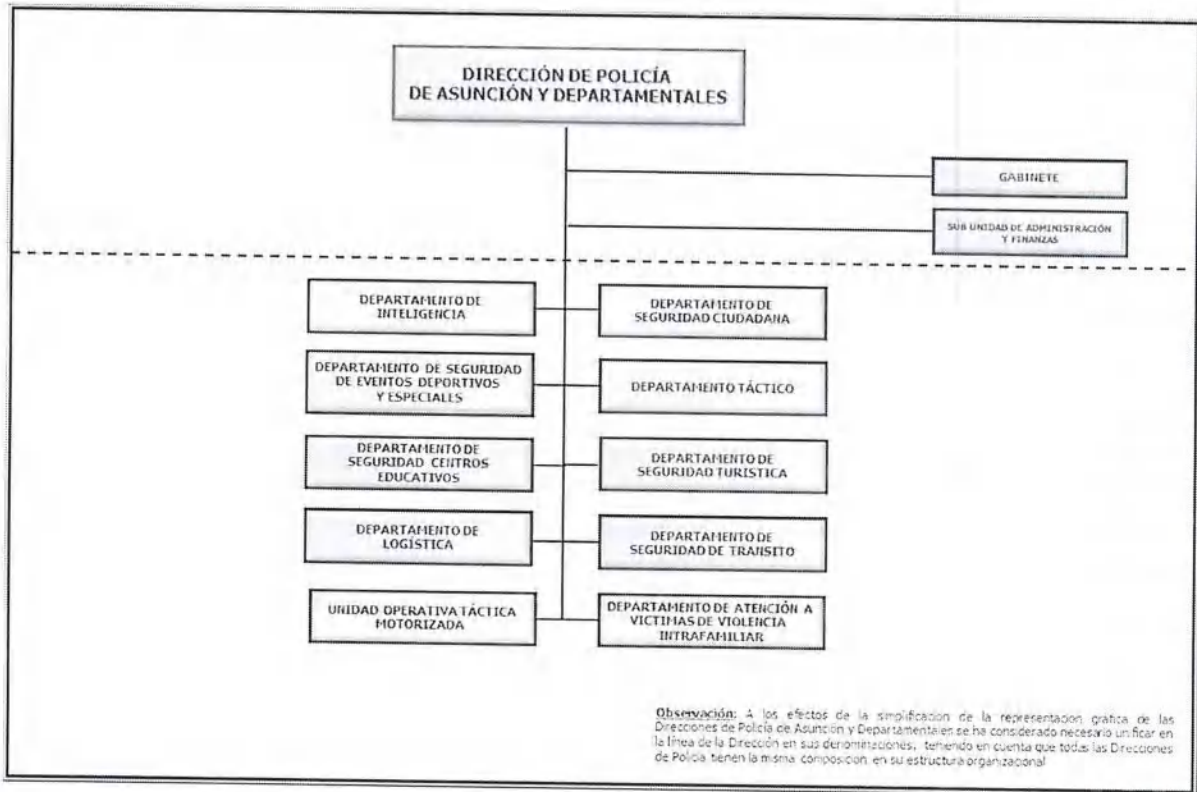 DIRECCIÓN DE POLICÍA
DE ASUNCIÓN Y DEPARTAMENTALES
GABINETE
SUB UNIDAD DE ADMINISTRACIÓN
Y FINANZAS
DEPARTAMENTO DE
INTELIGENCIA
DEPARTAMENTO DE
SEGURIDAD CIUDADANA
DEPARTAMENTO DE SEGURIDAD
DE EVENTOS DEPORTIVOS
Y ESPECIALES
DEPARTAMENTO TÁCTICO
DEPARTAMENTO DE
SEGURIDAD CENTROS
EDUCATIVOS
DEPARTAMENTO DE
SEGURIDAD TURISTICA
DEPARTAMENTO DE
LOGÍSTICA
DEPARTAMENTO DE
SEGURIDAD DE TRANSITO
UNIDAD OPERATIVA TÁCTICA
MOTORIZADA
DEPARTAMENTO DE ATENCIÓN A
VICTIMAS DE VIOLENCIA
INTRAFAMILIAR
Observación: A los efectos de la simplificación de la representación gráfica de las
Direcciones de Policía de Asunción y Departamentales se ha considerado necesario unificar en
la línea de la Dirección en sus denominaciones, teniendo en cuenta que todas las Direcciones
de Policía tienen la misma composición en su estructura organizacional